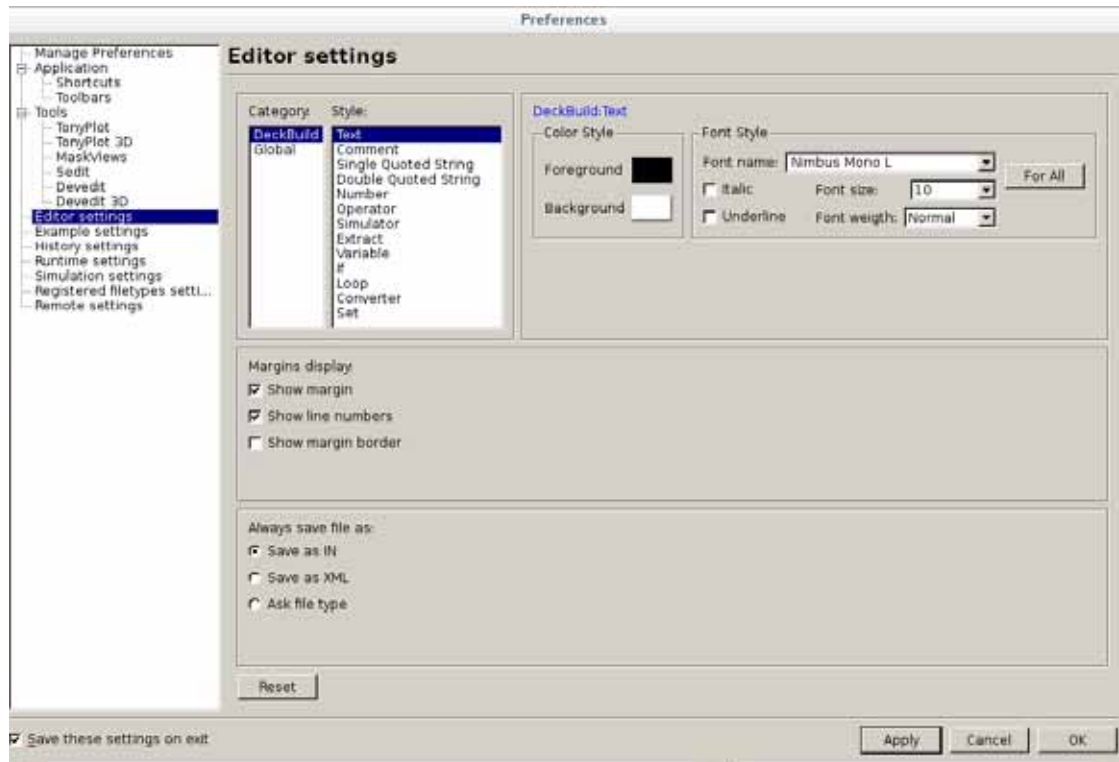 Preferences
Manage Preferences
Application
Shortcuts
Toolbars
Tools
TonyPlot
TonyPlot 3D
MaskViews
Sedit
Devedit
Devedit 3D
Editor settings
Example settings
History settings
Runtime settings
Simulation settings
Registered filetypes setti...
Remote settings
Editor settings
Category Style:
DeckBuild
Global
Text
Comment
Single Quoted String
Double Quoted String
Number
Operator
Simulator
Extract
Variable
If
Loop
Converter
Set
DeckBuild:Text
Color Style
Foreground
Background
Font Style
Font name: Nimbus Mono L
Italic Font size: 10
Underline Font weigth: Normal
For All
Margins display
Show margin
Show line numbers
Show margin border
Always save file as:
Save as IN
Save as XML
Ask file type
Reset
Save these settings on exit
Apply Cancel OK